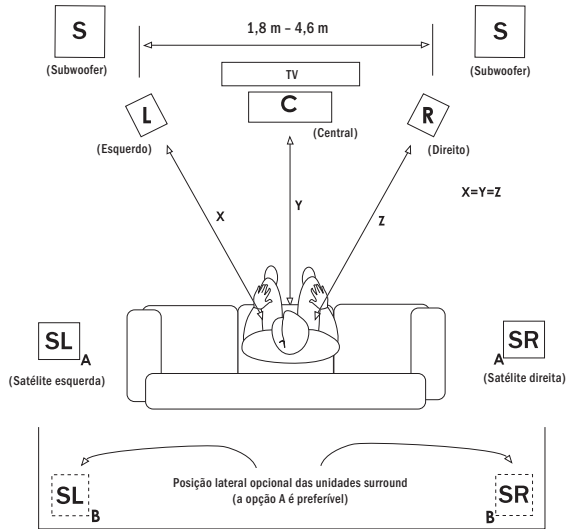 S
(Subwoofer)
1,8 m – 4,6 m
S
(Subwoofer)
TV
L
(Esquerdo)
C
(Central)
R
(Direito)
X=Y=Z
X
Y
Z
SL
A
(Satélite esquerda)
A
SR
(Satélite direita)
Posição lateral opcional das unidades surround
(a opção A é preferível)
SL
B
SR
B